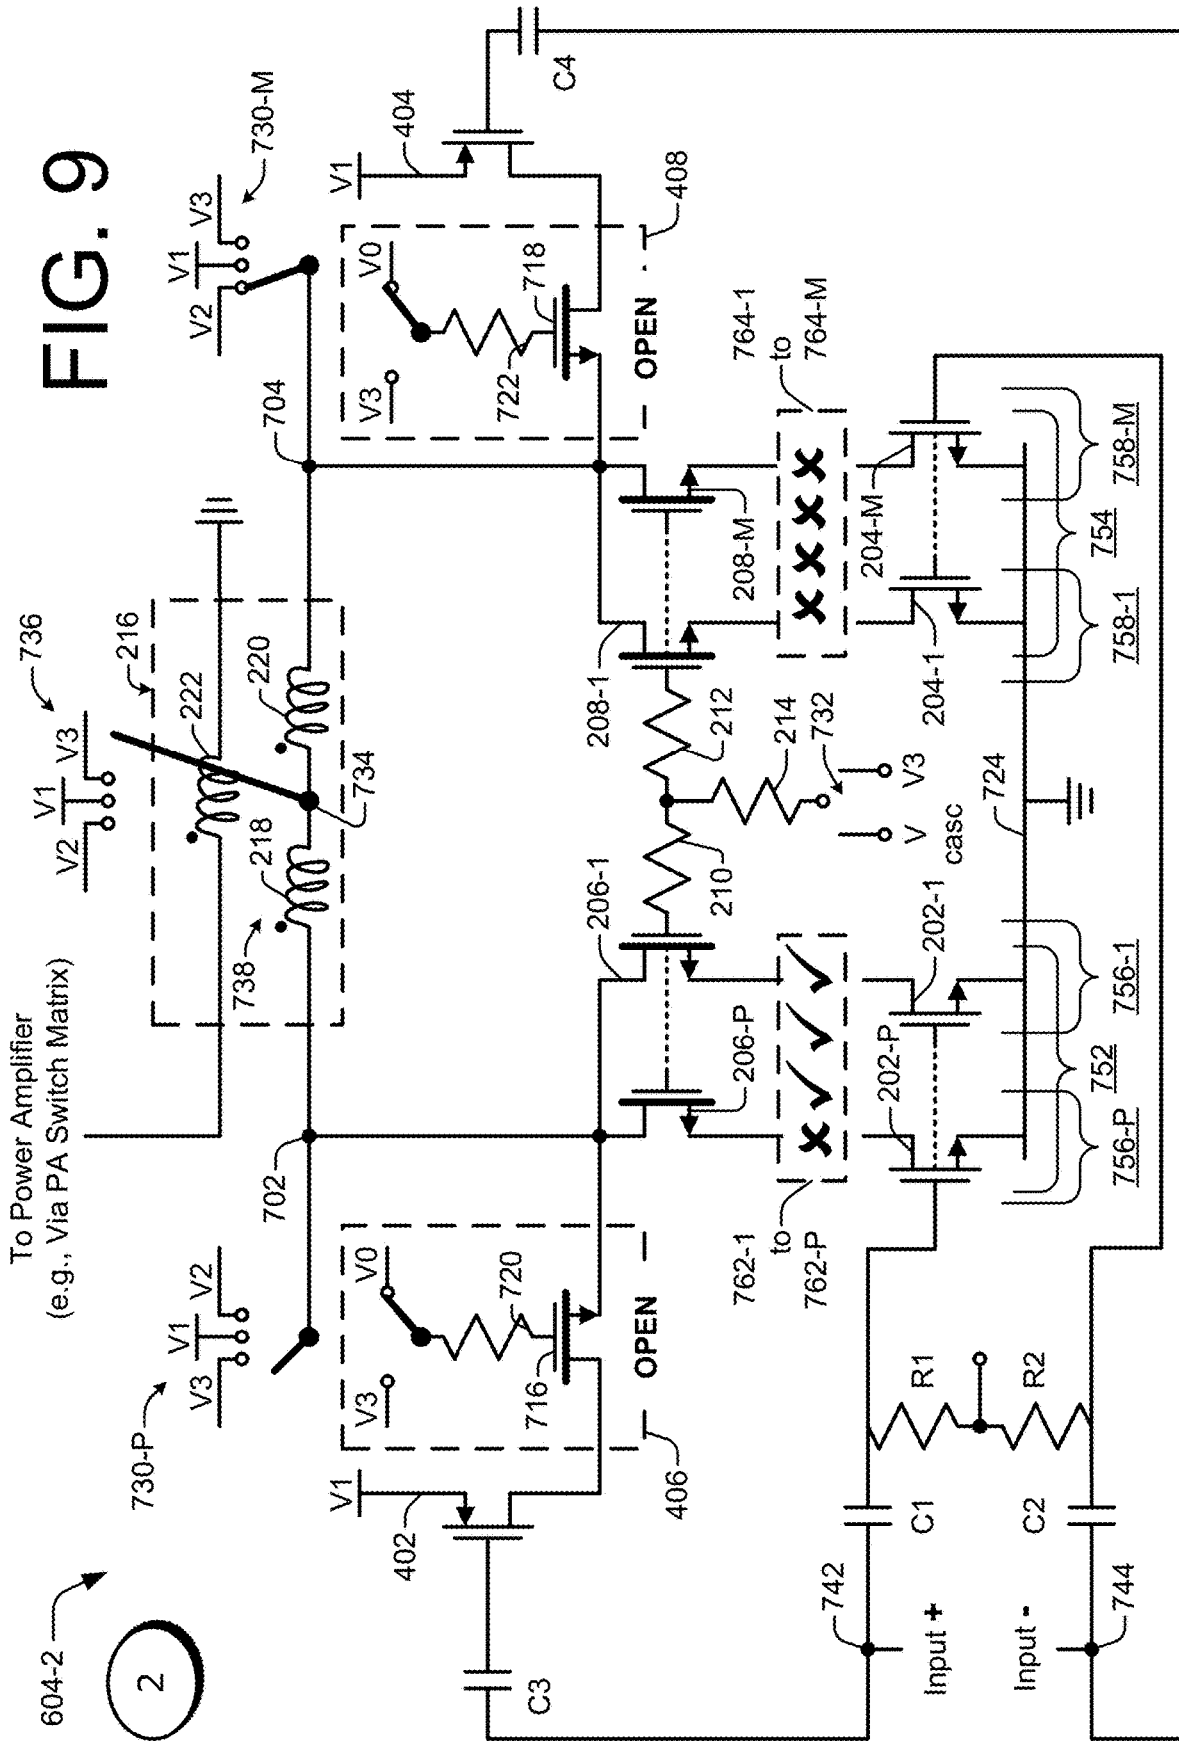 FIG. 9
604-2
2
To Power Amplifier
(e.g., Via PA Switch Matrix)
736
V2
V1
V3
216
222
218
220
738
734
730-P
V3
V1
V2
702
704
730-M
V2
V1
V3
V1
402
406
V3
V0
720
716
OPEN
V3
V0
722
718
OPEN
408
V1
404
C3
C4
206-1
206-P
208-1
208-M
210
212
214
732
V
casc
V3
762-1
to
762-P
764-1
to
764-M
202-P
202-1
204-1
204-M
724
756-P
752
756-1
758-1
754
758-M
742
Input +
C1
R1
R2
Input -
C2
744